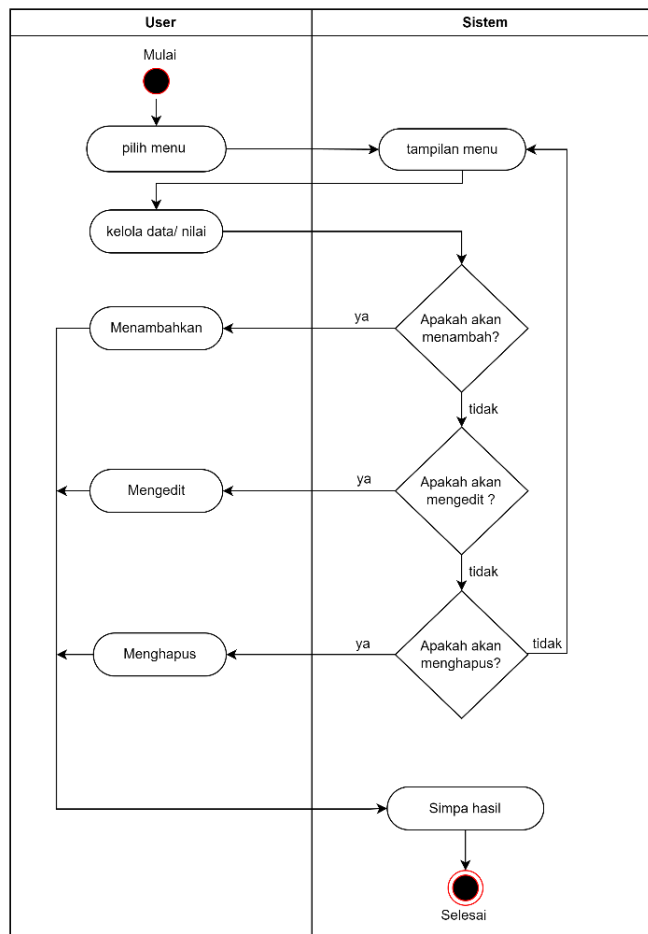 User
Sistem
Mulai
pilih menu
tampilan menu
kelola data/ nilai
Menambahkan
ya
Apakah akan
menambah?
tidak
Mengedit
ya
Apakah akan
mengedit ?
tidak
Menghapus
ya
Apakah akan
menghapus?
tidak
Simpa hasil
Selesai